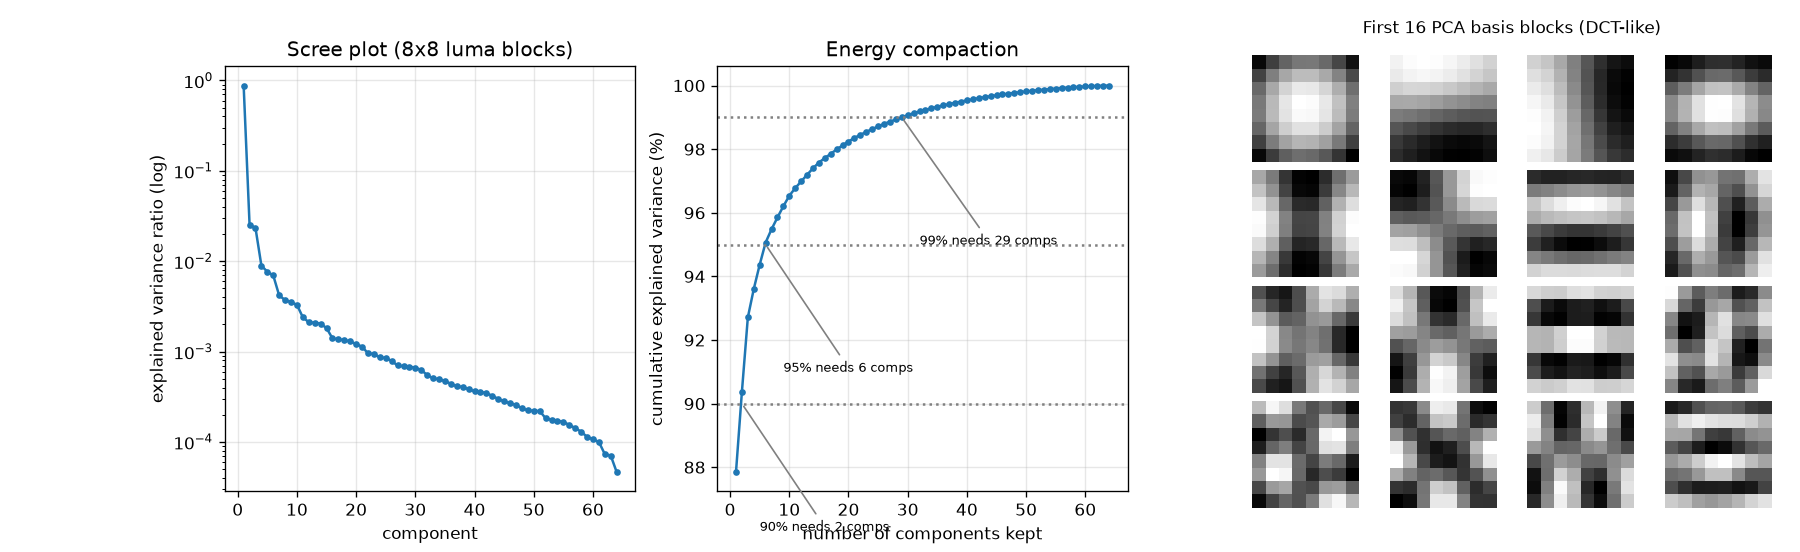 Scree plot (8x8 luma blocks)
explained variance ratio (log)
10⁰
10⁻¹
10⁻²
10⁻³
10⁻⁴
0 10 20 30 40 50 60
component
Energy compaction
cumulative explained variance (%)
100
98
96
94
92
90
88
99% needs 29 comps
95% needs 6 comps
90% needs 2 comps
0 10 20 30 40 50 60
number of components kept
First 16 PCA basis blocks (DCT-like)